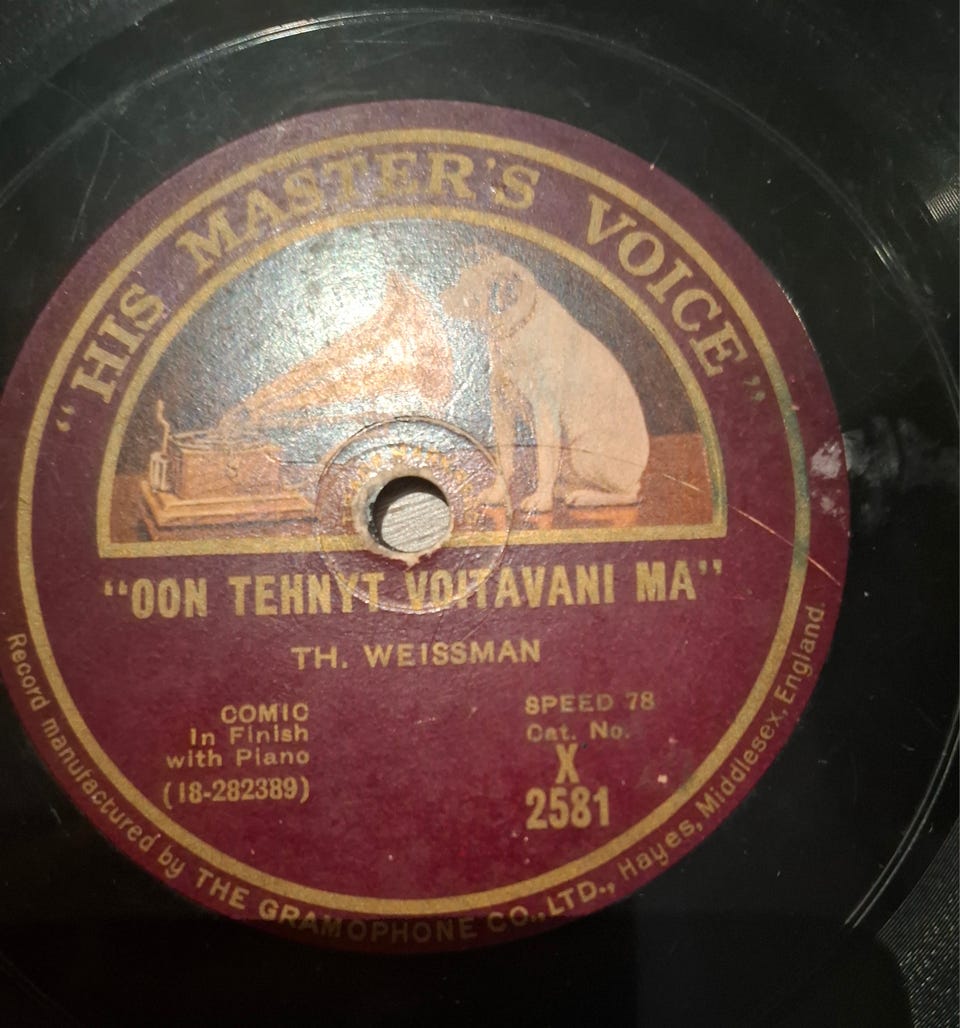 “HIS MASTER'S VOICE”
“OON TEHNYT VOITAVANI MA”
TH. WEISSMAN
COMIC
In Finish
with Piano
(18-282389)
SPEED 78
Cat. No.
X
2581
Record manufactured by THE GRAMOPHONE CO., LTD., Hayes, Middlesex, England.